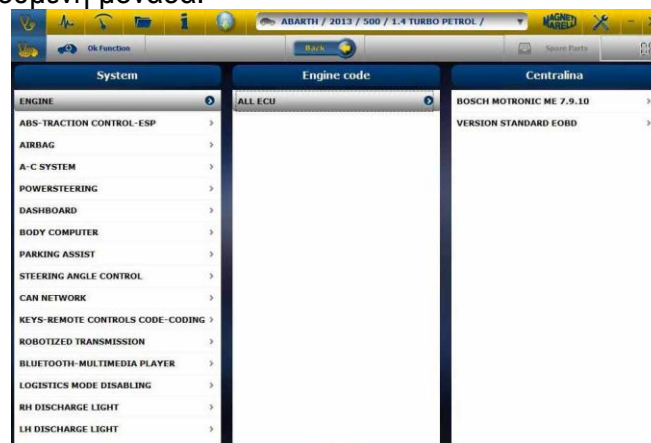 μονάδα.
ABARTH / 2013 / 500 / 1.4 TURBO PETROL /
MAGNETI MARELLI
Ok Function
Back
Spare Parts
System
Engine code
Centralina
ENGINE
ALL ECU
BOSCH MOTRONIC ME 7.9.10
ABS-TRACTION CONTROL-ESP
VERSION STANDARD EOBD
AIRBAG
A-C SYSTEM
POWERSTEERING
DASHBOARD
BODY COMPUTER
PARKING ASSIST
STEERING ANGLE CONTROL
CAN NETWORK
KEYS-REMOTE CONTROLS CODE-CODING
ROBOTIZED TRANSMISSION
BLUETOOTH-MULTIMEDIA PLAYER
LOGISTICS MODE DISABLING
RH DISCHARGE LIGHT
LH DISCHARGE LIGHT